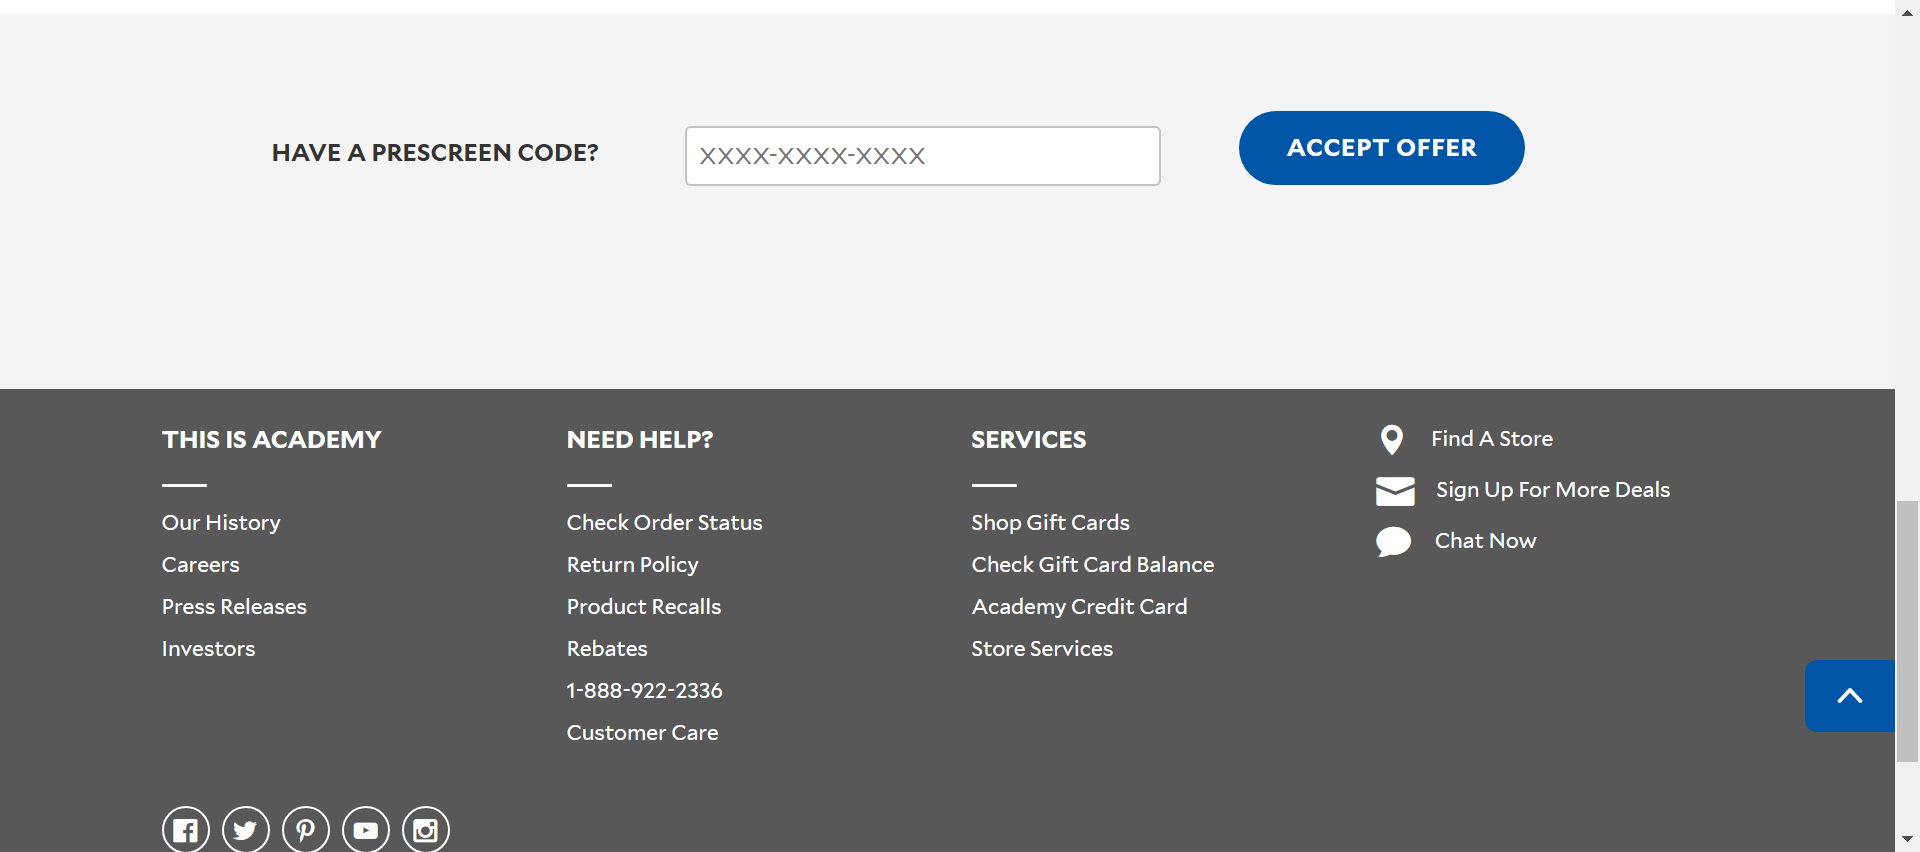 HAVE A PRESCREEN CODE?
XXXX-XXXX-XXXX
ACCEPT OFFER
THIS IS ACADEMY
Our History
Careers
Press Releases
Investors
NEED HELP?
Check Order Status
Return Policy
Product Recalls
Rebates
1-888-922-2336
Customer Care
SERVICES
Shop Gift Cards
Check Gift Card Balance
Academy Credit Card
Store Services
Find A Store
Sign Up For More Deals
Chat Now